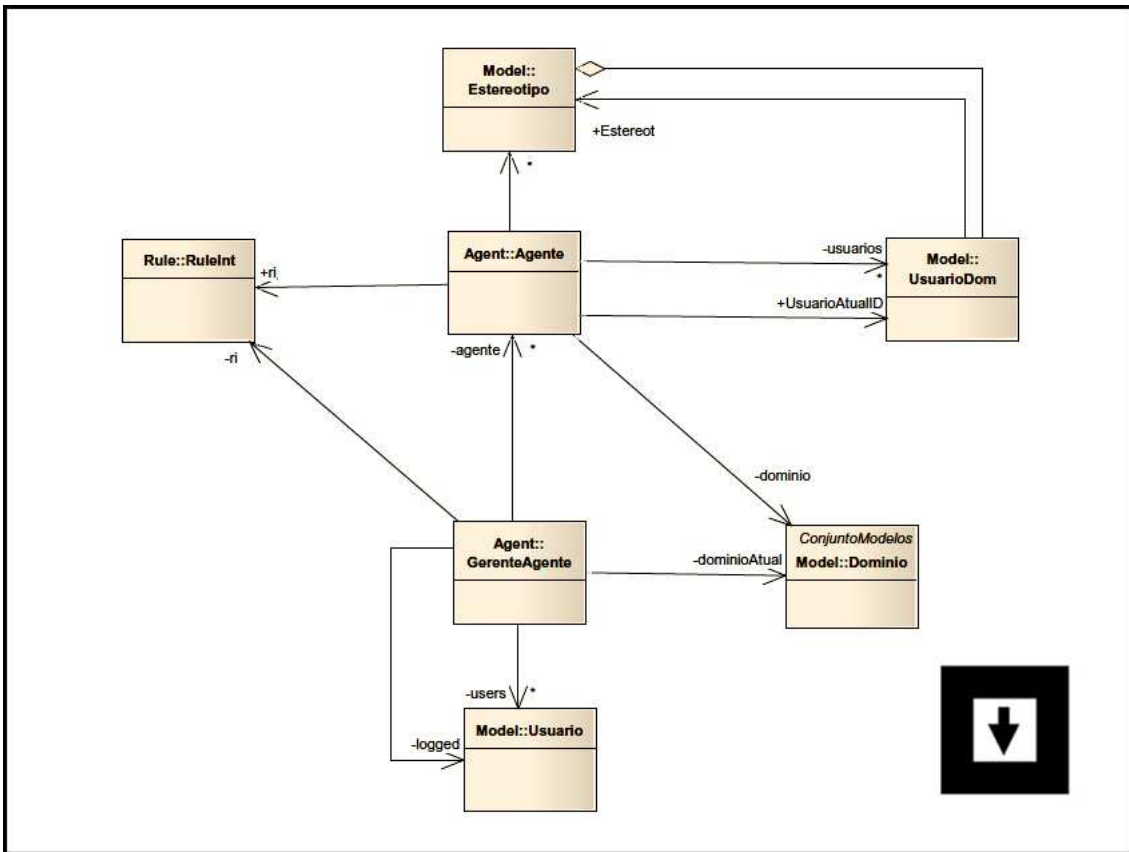 Model::
Estereotipo
+Estereot
*
Rule::RuleInt
Agent::Agente
-usuarios
*
Model::
UsuarioDom
+ri
+UsuarioAtualID
-ri
-agente
*
-dominio
Agent::
GerenteAgente
-dominioAtual
ConjuntoModelos
Model::Dominio
-users
*
-logged
Model::Usuario